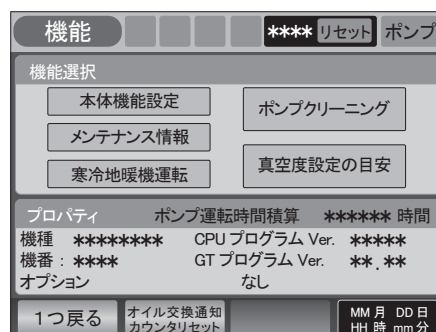 機能 **** リセット ポンプ
機能選択
本体機能設定 ポンプクリーニング
メンテナンス情報
寒冷地暖機運転 真空度設定の目安
プロパティ ポンプ運転時間積算 ****** 時間
機種 ******** CPU プログラム Ver. *****
機番：**** GT プログラム Ver. **.**
オプション なし
1つ戻る オイル交換通知 カウンタリセット MM 月 DD 日
HH 時 mm 分